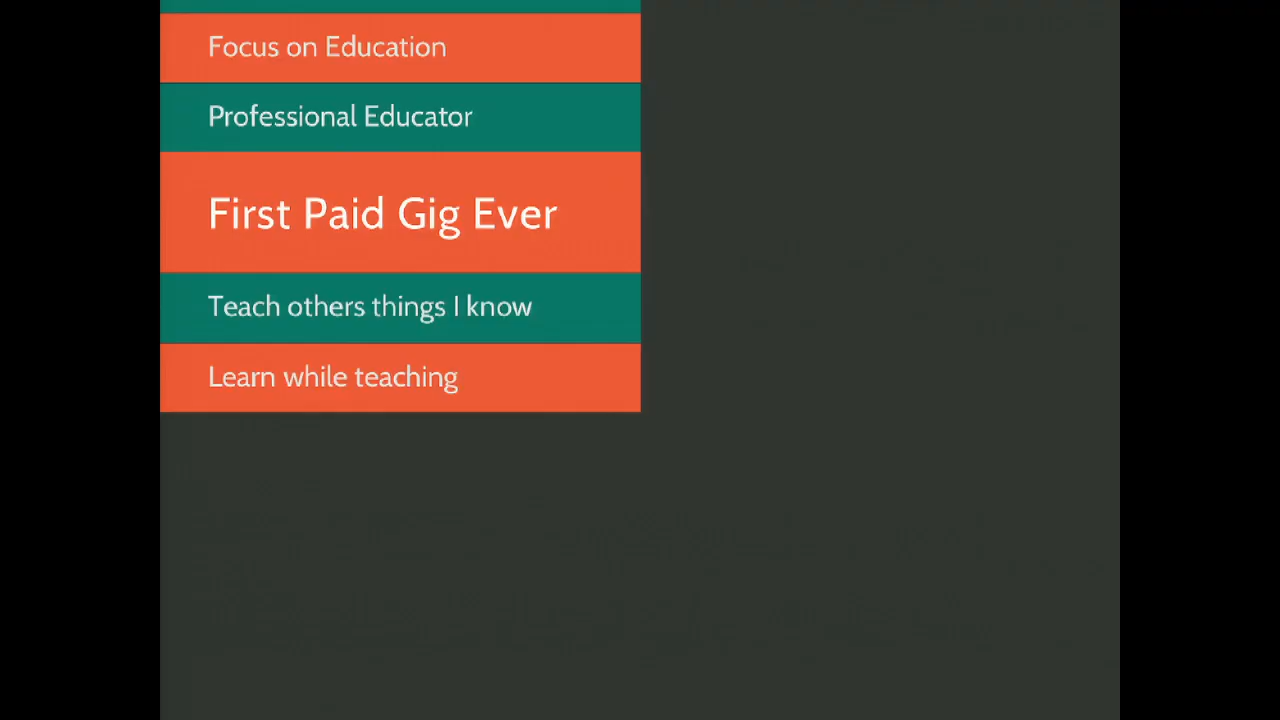 Focus on Education
Professional Educator
First Paid Gig Ever
Teach others things I know
Learn while teaching